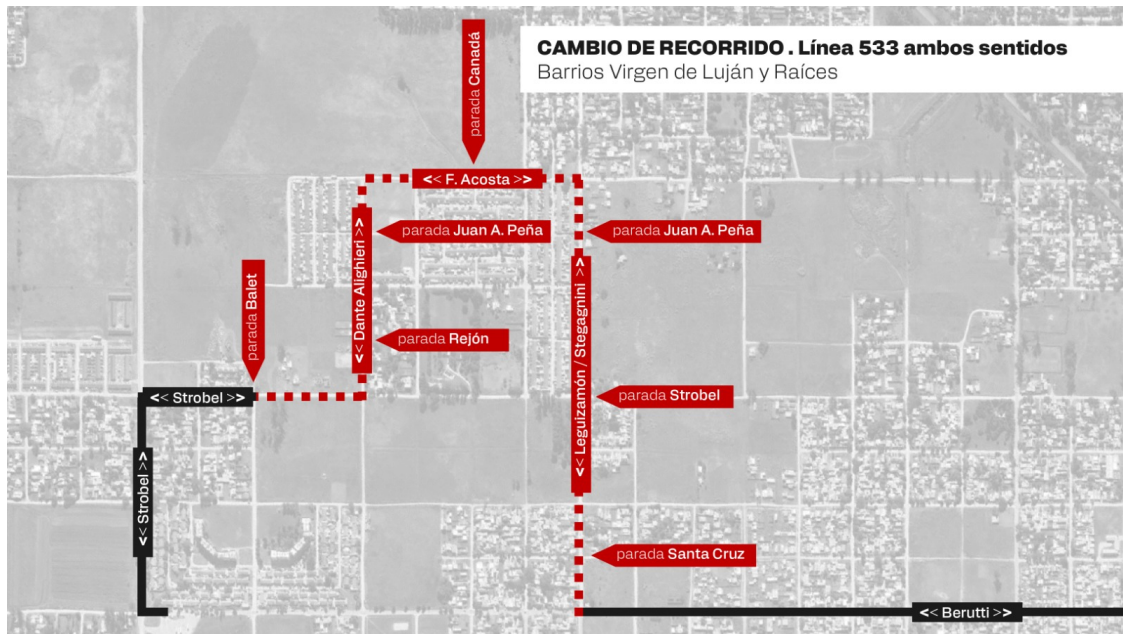 CAMBIO DE RECORRIDO . Línea 533 ambos sentidos
Barrios Virgen de Luján y Raíces
parada Canadá
<< F. Acosta >>
parada Juan A. Peña
parada Juan A. Peña
<< Dante Alighieri >>
parada Balet
parada Rejón
<< Leguizamón / Stegagnini >>
<< Strobel >>
parada Strobel
<< Strobel >>
parada Santa Cruz
<< Berutti >>